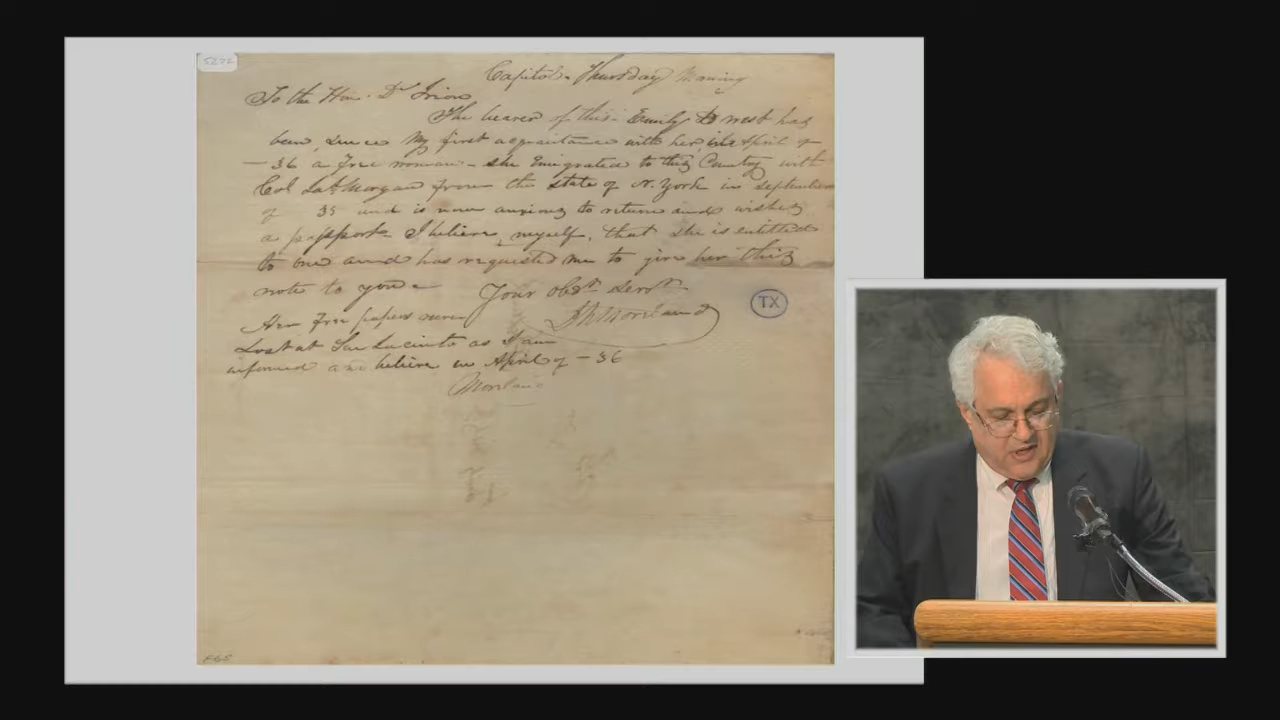 5272
Capitol - Thursday Morning
To the Hon. Dr Irion
The bearer of this - Emily D West has
been, since my first acquaintance with her, in April of
- 36 a Free woman - she Emigrated to this Country with
Col Jas Morgan from the state of N. York in September
of 35 and is now anxious to return and wishes
a passport - I believe myself, that she is entitled
to one and has requested me to give her this
note to you -
Your obdt Servt
I N Moreland
Her free papers were
Lost at San Jacinto as I am
informed and believe in April of - 36
Moreland
TX